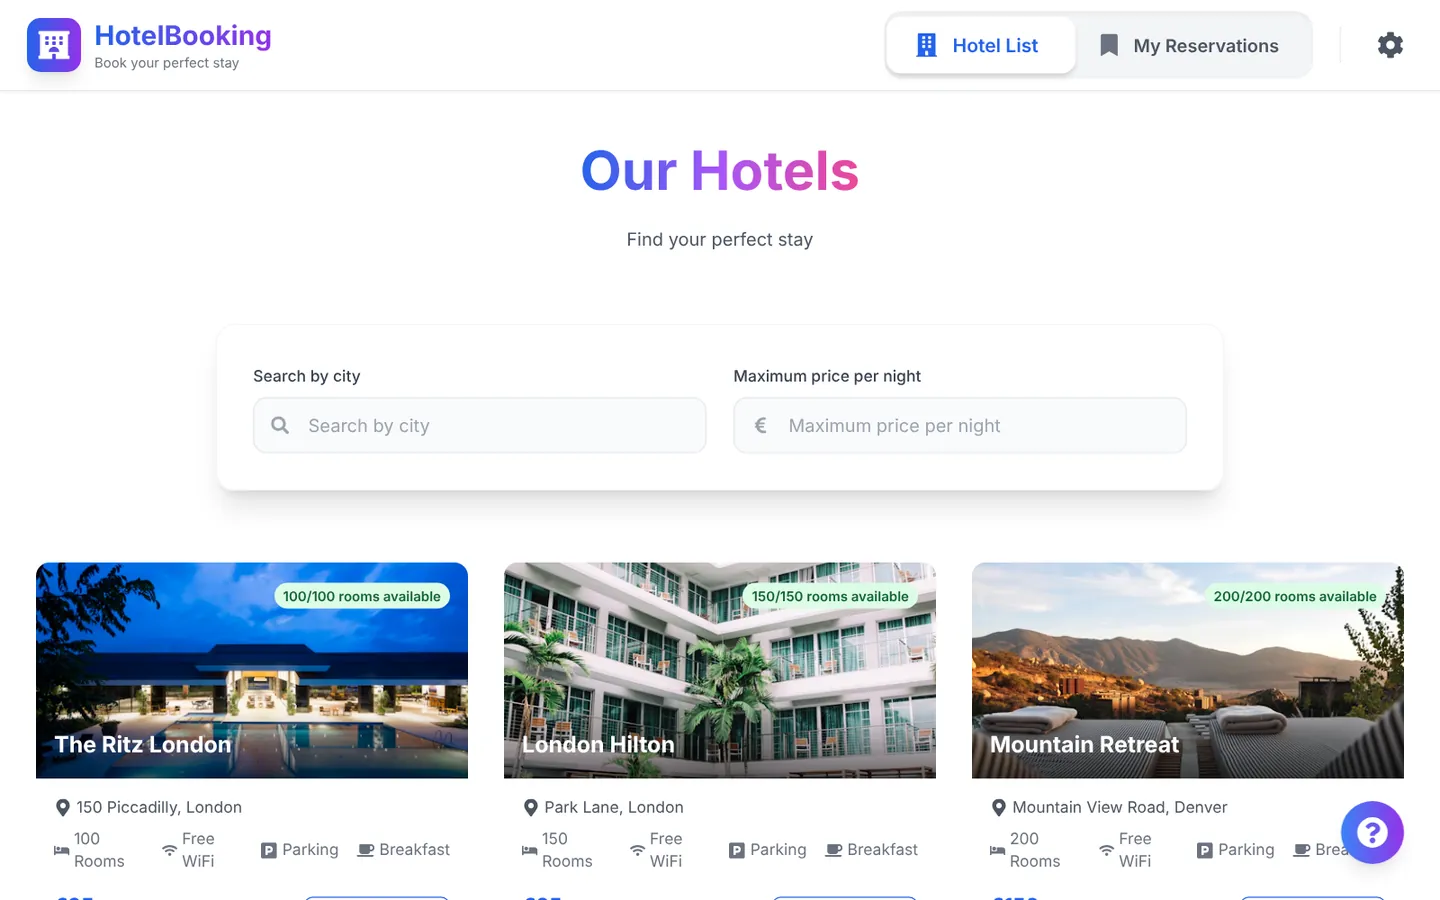 HotelBooking
Book your perfect stay
Hotel List
My Reservations
Our Hotels
Find your perfect stay
Search by city
Maximum price per night
Search by city
€ Maximum price per night
100/100 rooms available
150/150 rooms available
200/200 rooms available
The Ritz London
London Hilton
Mountain Retreat
150 Piccadilly, London
Park Lane, London
Mountain View Road, Denver
100 Rooms
Free WiFi
Parking
Breakfast
150 Rooms
Free WiFi
Parking
Breakfast
200 Rooms
Free WiFi
Parking